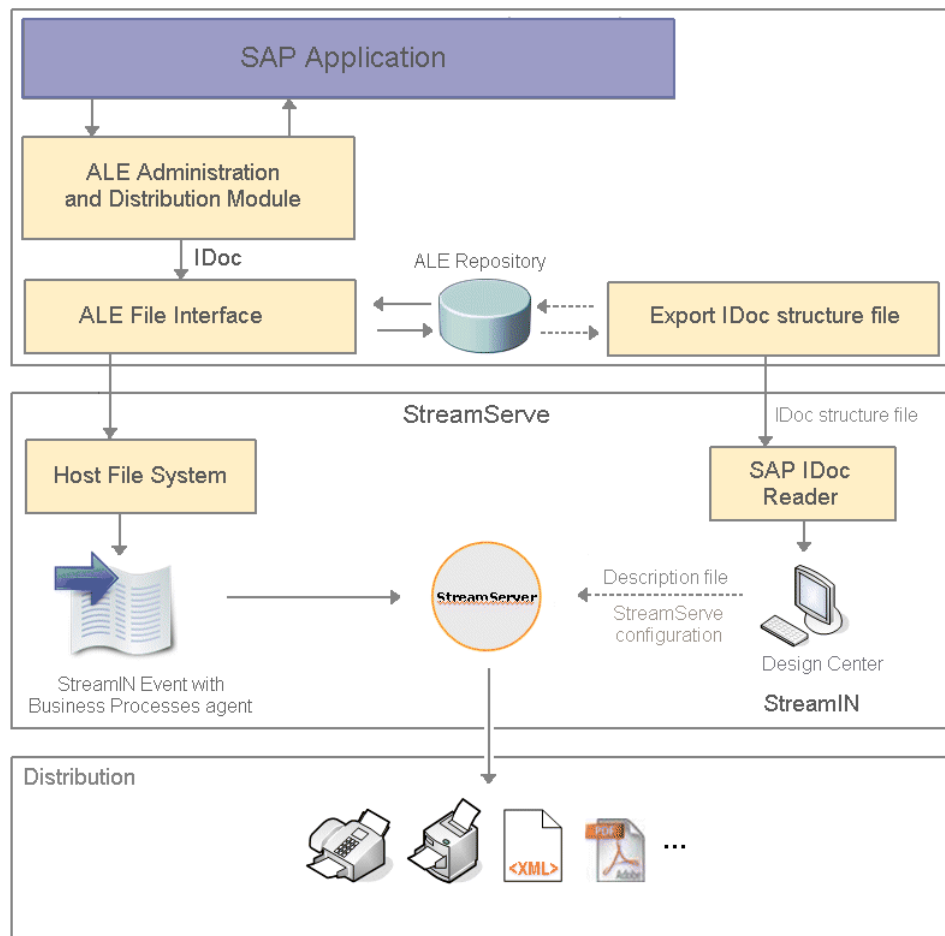 SAP Application
ALE Administration
and Distribution Module
IDoc
ALE Repository
ALE File Interface
Export IDoc structure file
StreamServe
IDoc structure file
Host File System
SAP IDoc
Reader
StreamServer
Description file
StreamServe
configuration
Design Center
StreamIN Event with
Business Processes agent
StreamIN
Distribution
<XML>
PDF
Adobe
...